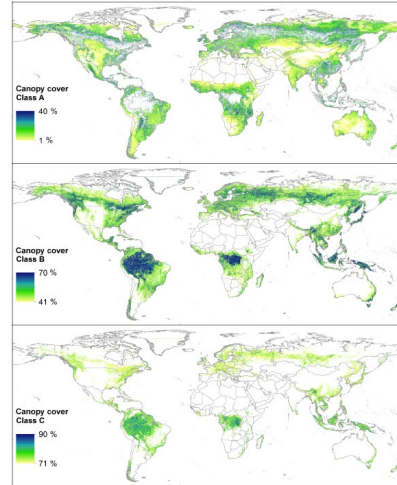 Canopy cover
Class A
40 %
1 %
Canopy cover
Class B
70 %
41 %
Canopy cover
Class C
90 %
71 %